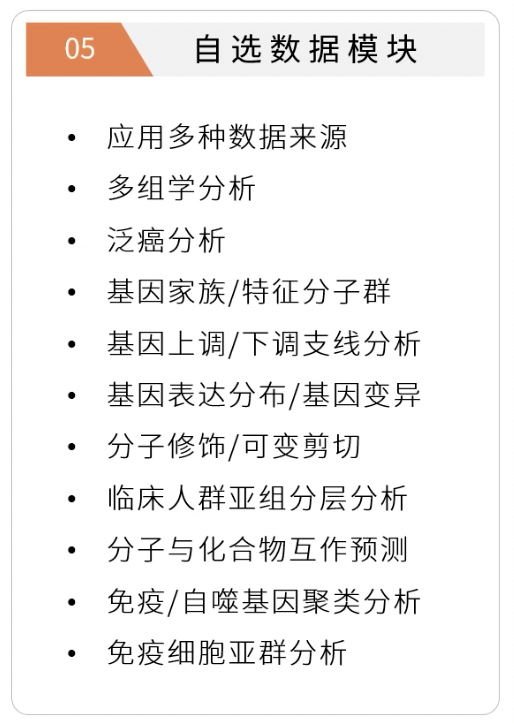 05 自选数据模块
• 应用多种数据来源
• 多组学分析
• 泛癌分析
• 基因家族/特征分子群
• 基因上调/下调支线分析
• 基因表达分布/基因变异
• 分子修饰/可变剪切
• 临床人群亚组分层分析
• 分子与化合物互作预测
• 免疫/自噬基因聚类分析
• 免疫细胞亚群分析